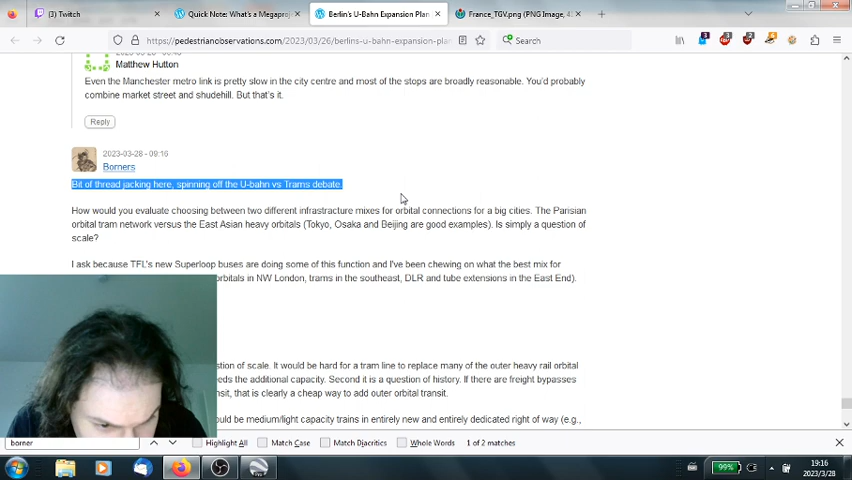 (3) Twitch
Quick Note: What's a Megaproj
Berlin's U-Bahn Expansion Plan
France_TGV.png (PNG Image, 4
https://pedestrianobservations.com/2023/03/26/berlins-u-bahn-expansion-plan
Search
Matthew Hutton
Even the Manchester metro link is pretty slow in the city centre and most of the stops are broadly reasonable. You'd probably
combine market street and shudehill. But that's it.
Reply
2023-03-28 - 09:16
Borners
Bit of thread jacking here, spinning off the U-bahn vs Trams debate.
How would you evaluate choosing between two different infrastracture mixes for orbital connections for a big cities. The Parisian
orbital tram network versus the East Asian heavy orbitals (Tokyo, Osaka and Beijing are good examples). Is simply a question of
scale?
I ask because TFL's new Superloop buses are doing some of this function and I've been chewing on what the best mix for
orbitals in NW London, trams in the southeast, DLR and tube extensions in the East End).
stion of scale. It would be hard for a tram line to replace many of the outer heavy rail orbital
eds the additional capacity. Second it is a question of history. If there are freight bypasses
nsit, that is clearly a cheap way to add outer orbital transit.
uld be medium/light capacity trains in entirely new and entirely dedicated right of way (e.g.,
borner
Highlight All
Match Case
Match Diacritics
Whole Words
1 of 2 matches
99%
19:16
2023/3/28